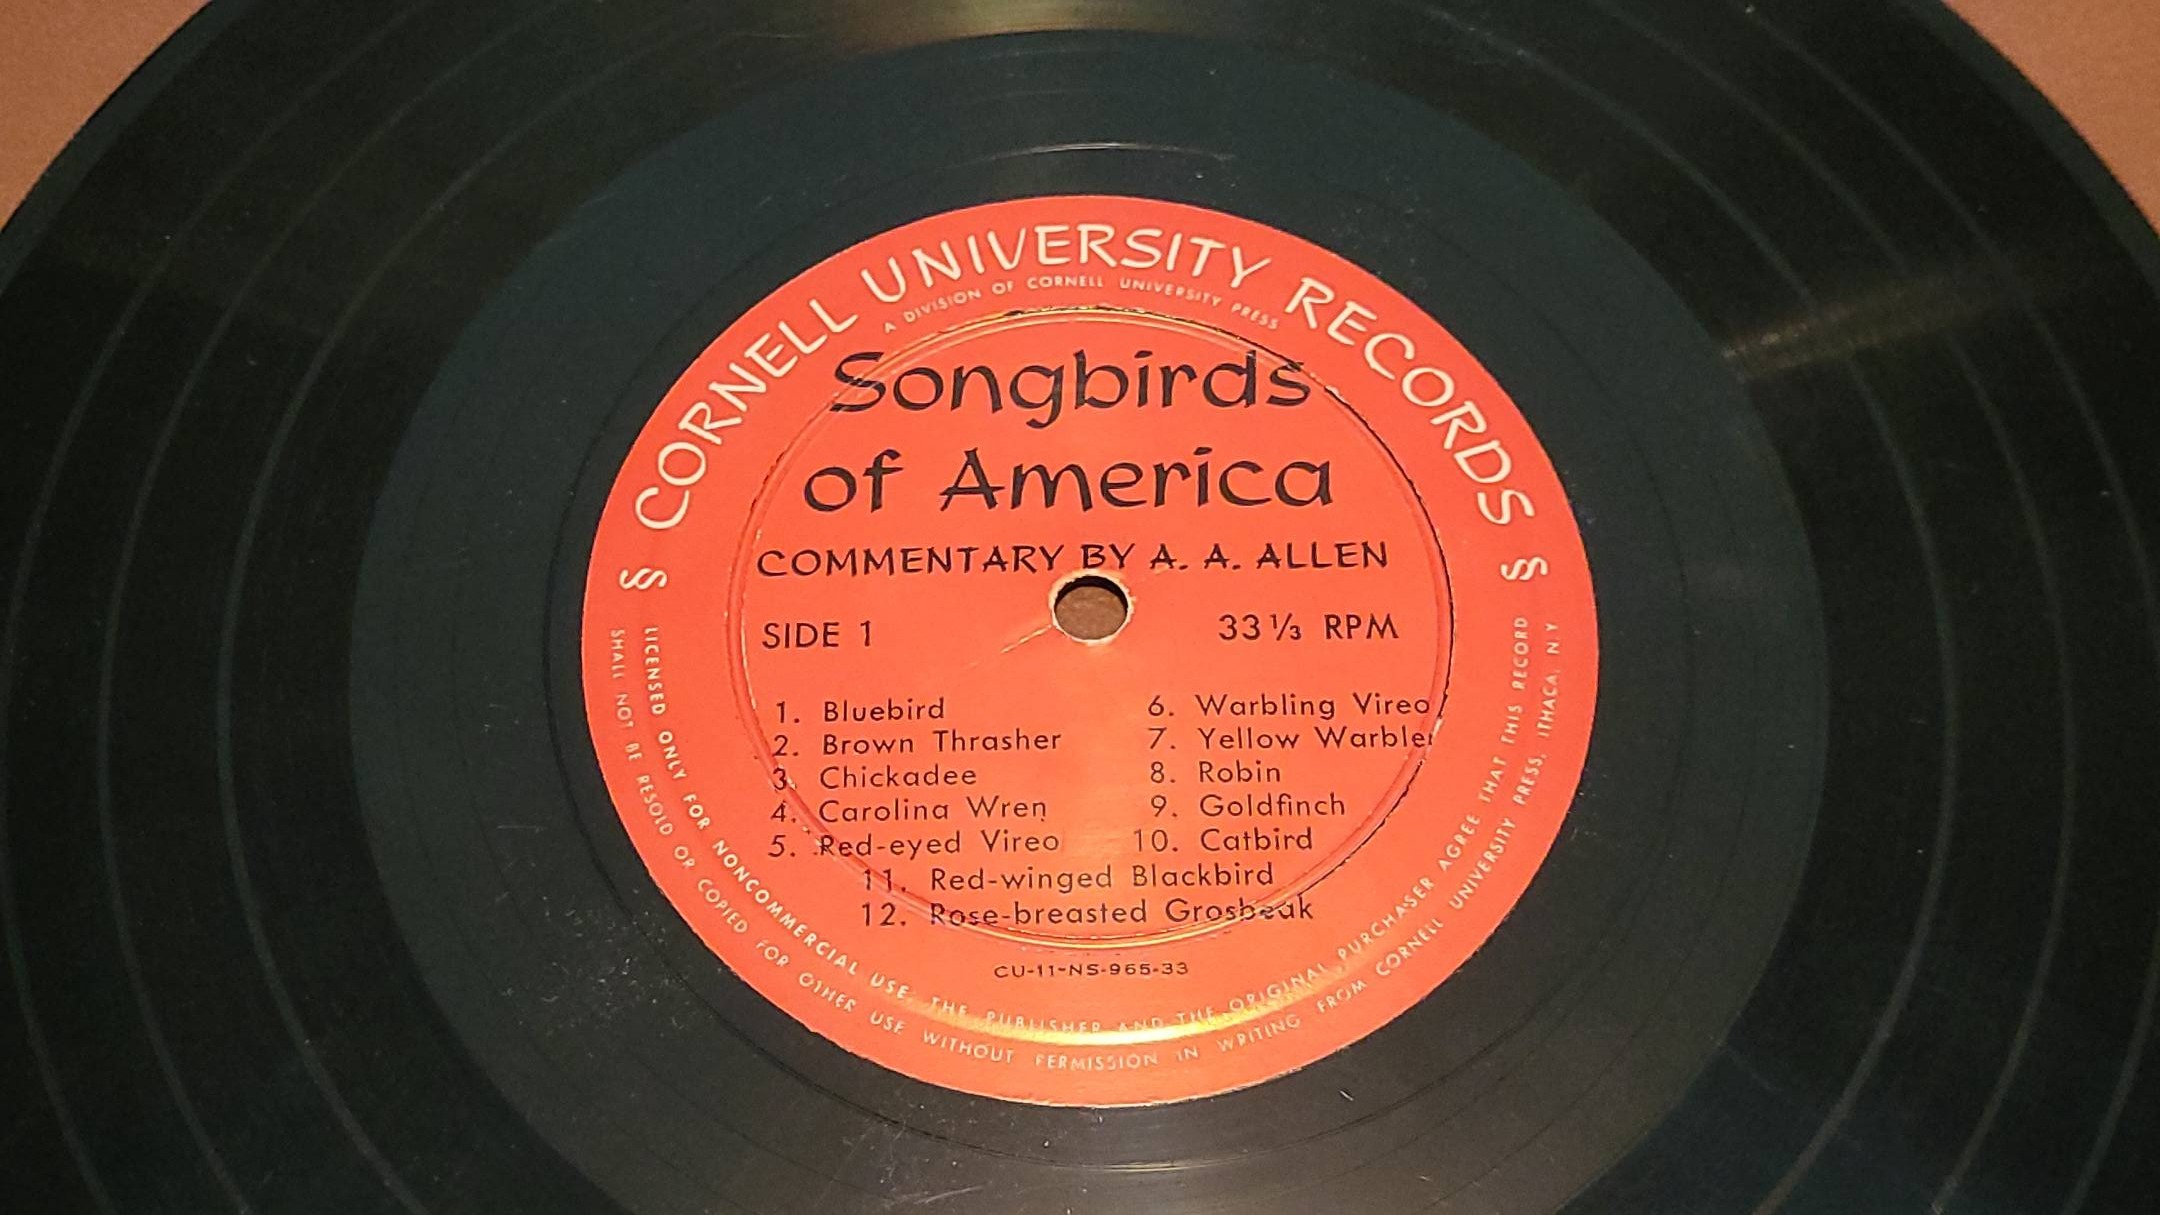 CORNELL UNIVERSITY RECORDS
A DIVISION OF CORNELL UNIVERSITY PRESS
Songbirds
of America
COMMENTARY BY A. A. ALLEN
SIDE 1 33 1/3 RPM
1. Bluebird 6. Warbling Vireo
2. Brown Thrasher 7. Yellow Warbler
3. Chickadee 8. Robin
4. Carolina Wren 9. Goldfinch
5. Red-eyed Vireo 10. Catbird
11. Red-winged Blackbird
12. Rose-breasted Grosbeak
CU-11-NS-965-33
§ LICENSED ONLY FOR NONCOMMERCIAL USE. THE PUBLISHER AND THE ORIGINAL PURCHASER AGREE THAT THIS RECORD §
SHALL NOT BE RESOLD OR COPIED FOR OTHER USE WITHOUT PERMISSION IN WRITING FROM CORNELL UNIVERSITY PRESS, ITHACA, N.Y